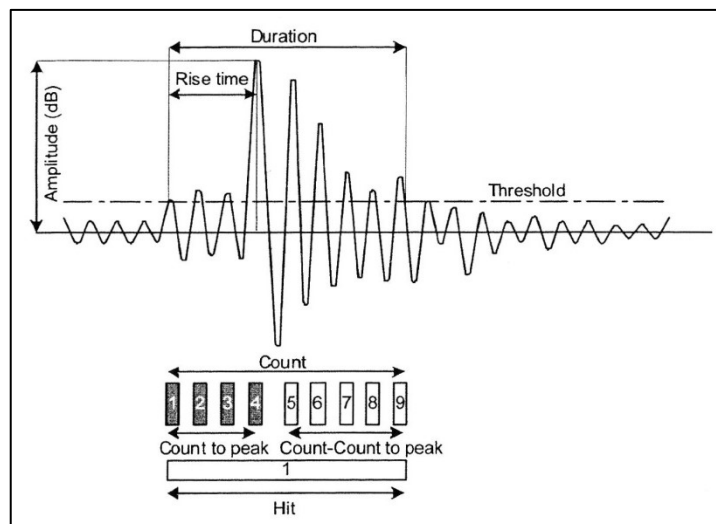 Duration
Rise time
Amplitude (dB)
Threshold
Count
1 2 3 4 5 6 7 8 9
Count to peak Count-Count to peak
1
Hit